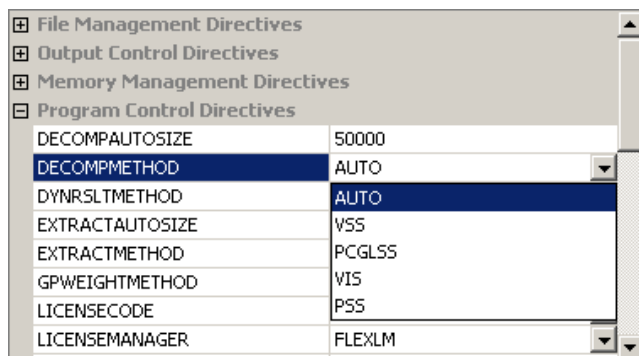 File Management Directives
Output Control Directives
Memory Management Directives
Program Control Directives
DECOMPAUTOSIZE 50000
DECOMPMETHOD AUTO
DYNRSLTMETHOD AUTO
EXTRACTAUTOSIZE VSS
EXTRACTMETHOD PCGLSS
GPWEIGHTMETHOD VIS
LICENSECODE PSS
LICENSEMANAGER FLEXLM